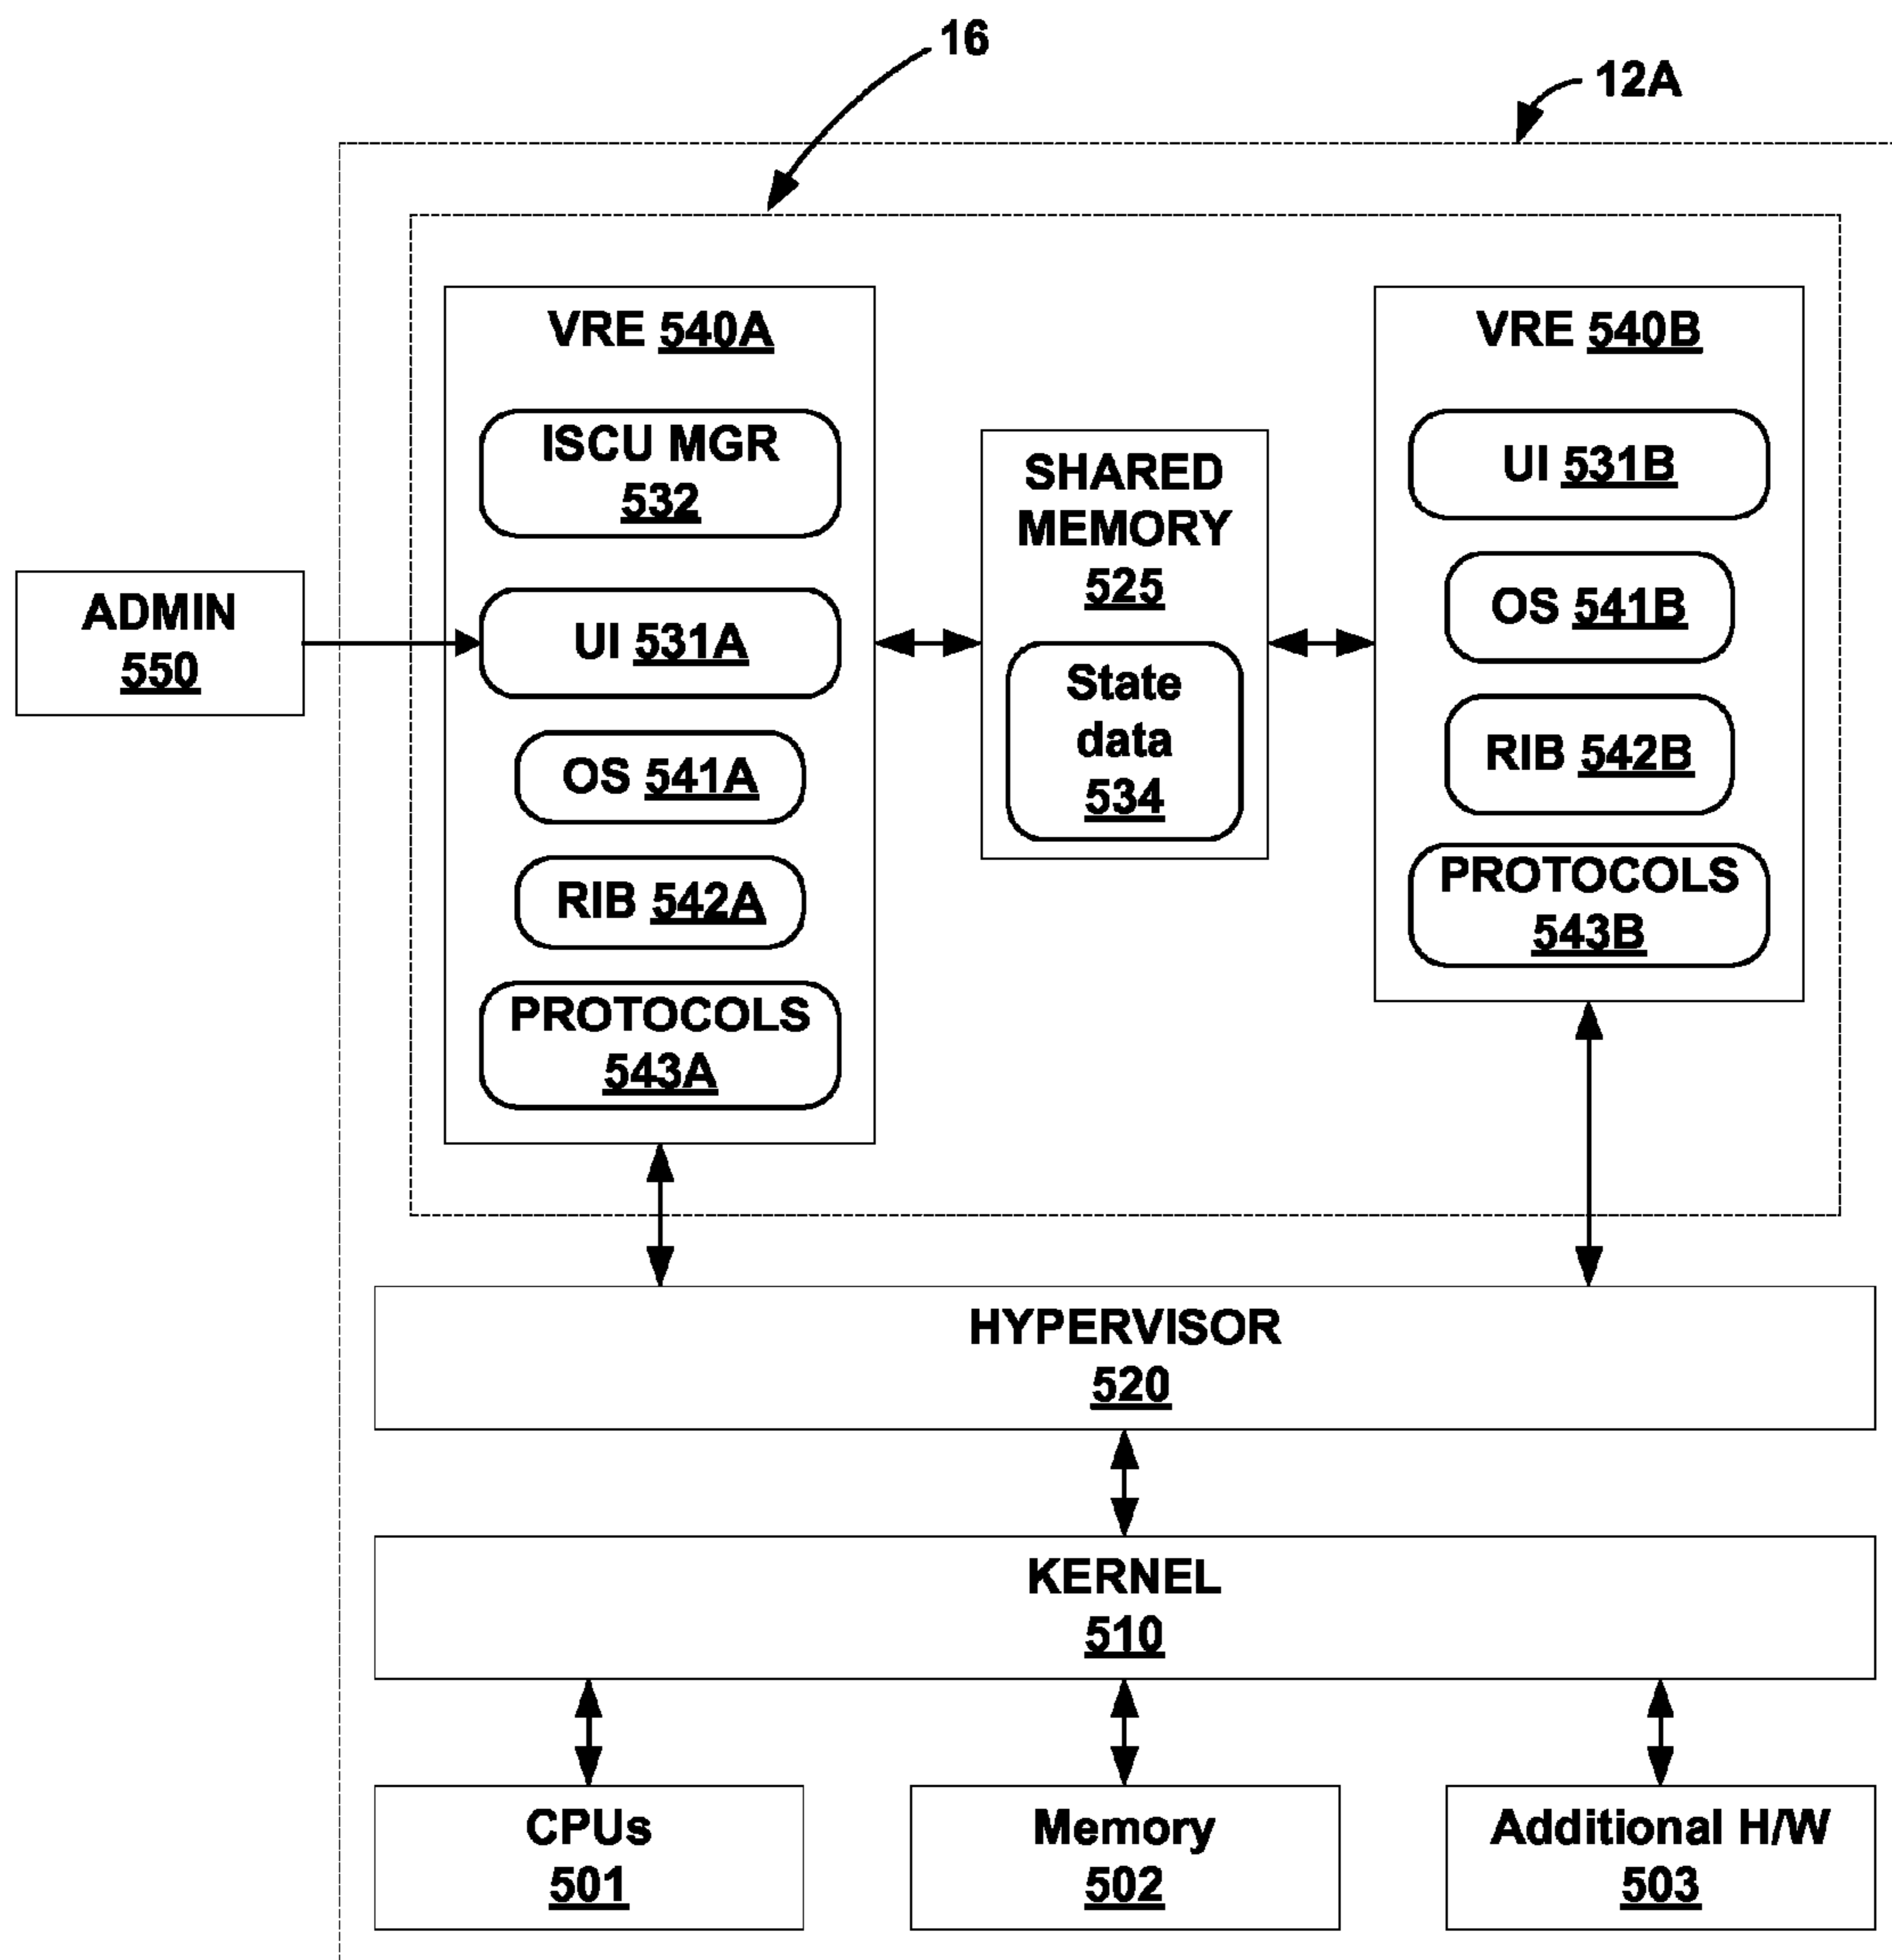 16
12A
VRE 540A
ISCU MGR
532
UI 531A
OS 541A
RIB 542A
PROTOCOLS
543A
ADMIN
550
SHARED
MEMORY
525
State
data
534
VRE 540B
UI 531B
OS 541B
RIB 542B
PROTOCOLS
543B
HYPERVISOR
520
KERNEL
510
CPUs
501
Memory
502
Additional H/W
503